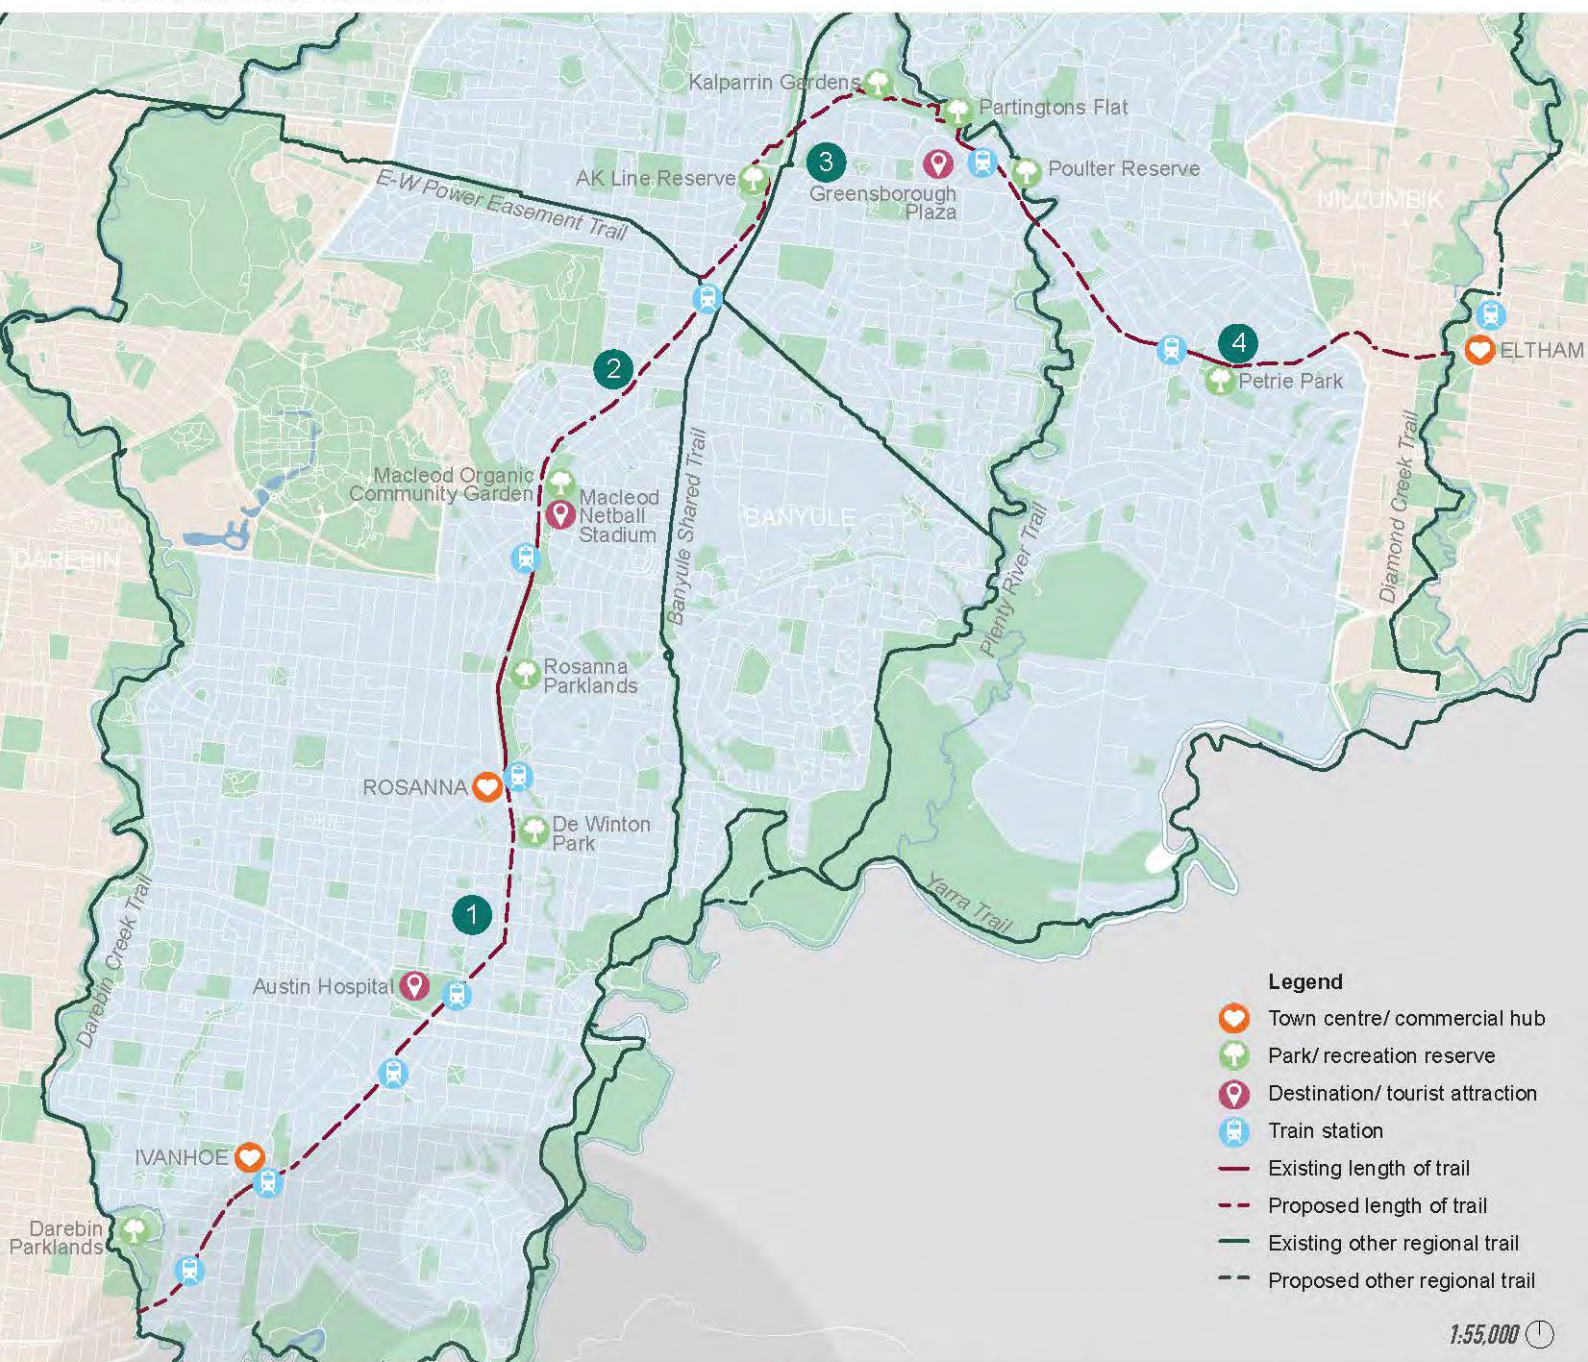 Kalparrin Gardens
Partingtons Flat
3
AK Line Reserve
Poulter Reserve
Greensborough
Plaza
E-W Power Easement Trail
NILLUMBIK
4
ELTHAM
2
Petrie Park
Macleod Organic
Community Garden
Macleod
Netball
Stadium
Banyule Shared Trail
BANYULE
Diamond Creek Trail
Plenty River Trail
DAREBIN
Rosanna
Parklands
ROSANNA
De Winton
Park
1
Darebin Creek Trail
Yarra Trail
Austin Hospital
IVANHOE
Darebin
Parklands
Legend
Town centre/ commercial hub
Park/ recreation reserve
Destination/ tourist attraction
Train station
Existing length of trail
Proposed length of trail
Existing other regional trail
Proposed other regional trail
1:55,000